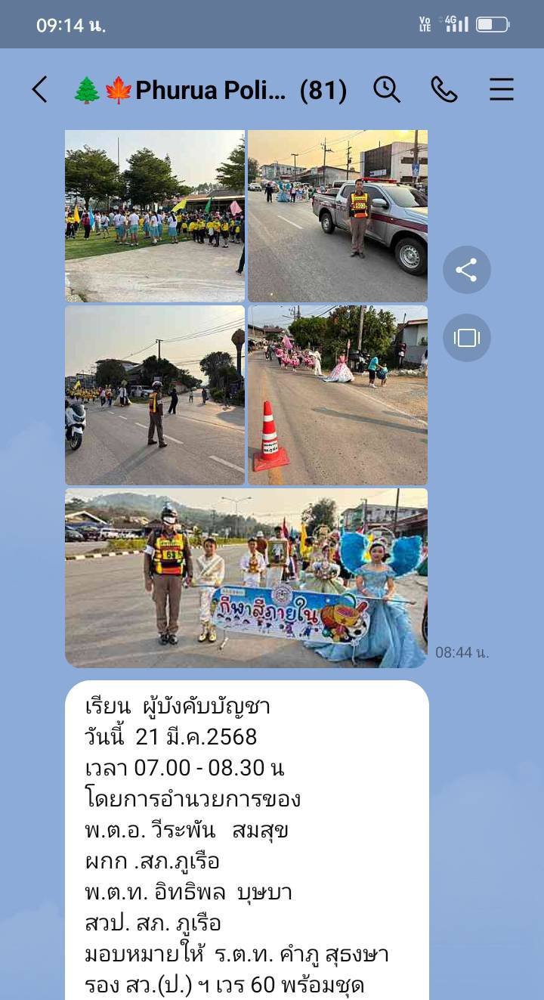 09:14 น.
Vo LTE 4G
🌲🍁Phurua Poli... (81)
กีฬาสีภายใน
08:44 น.
เรียน ผู้บังคับบัญชา
วันนี้ 21 มี.ค.2568
เวลา 07.00 - 08.30 น
โดยการอำนวยการของ
พ.ต.อ. วีระพัน สมสุข
ผกก .สภ.ภูเรือ
พ.ต.ท. อิทธิพล บุษบา
สวป. สภ. ภูเรือ
มอบหมายให้ ร.ต.ท. คำภู สุธงษา
รอง สว.(ป.) ฯ เวร 60 พร้อมชุด